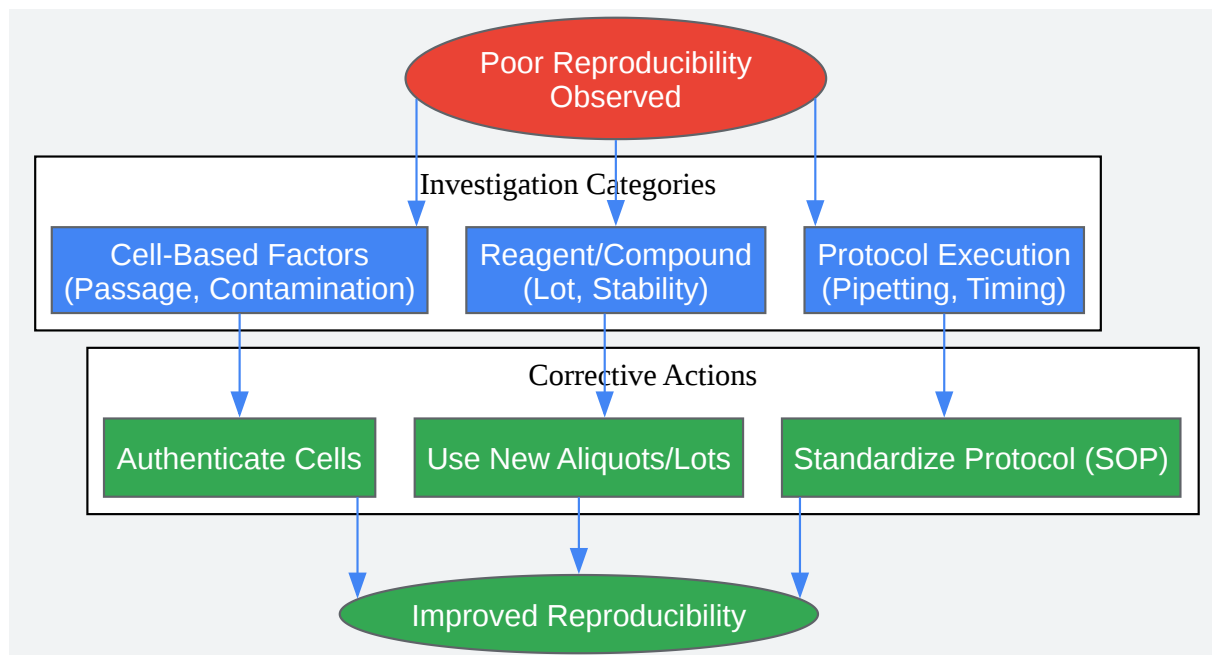 Poor Reproducibility
Observed
Investigation Categories
Cell-Based Factors
(Passage, Contamination)
Reagent/Compound
(Lot, Stability)
Protocol Execution
(Pipetting, Timing)
Corrective Actions
Authenticate Cells
Use New Aliquots/Lots
Standardize Protocol (SOP)
Improved Reproducibility